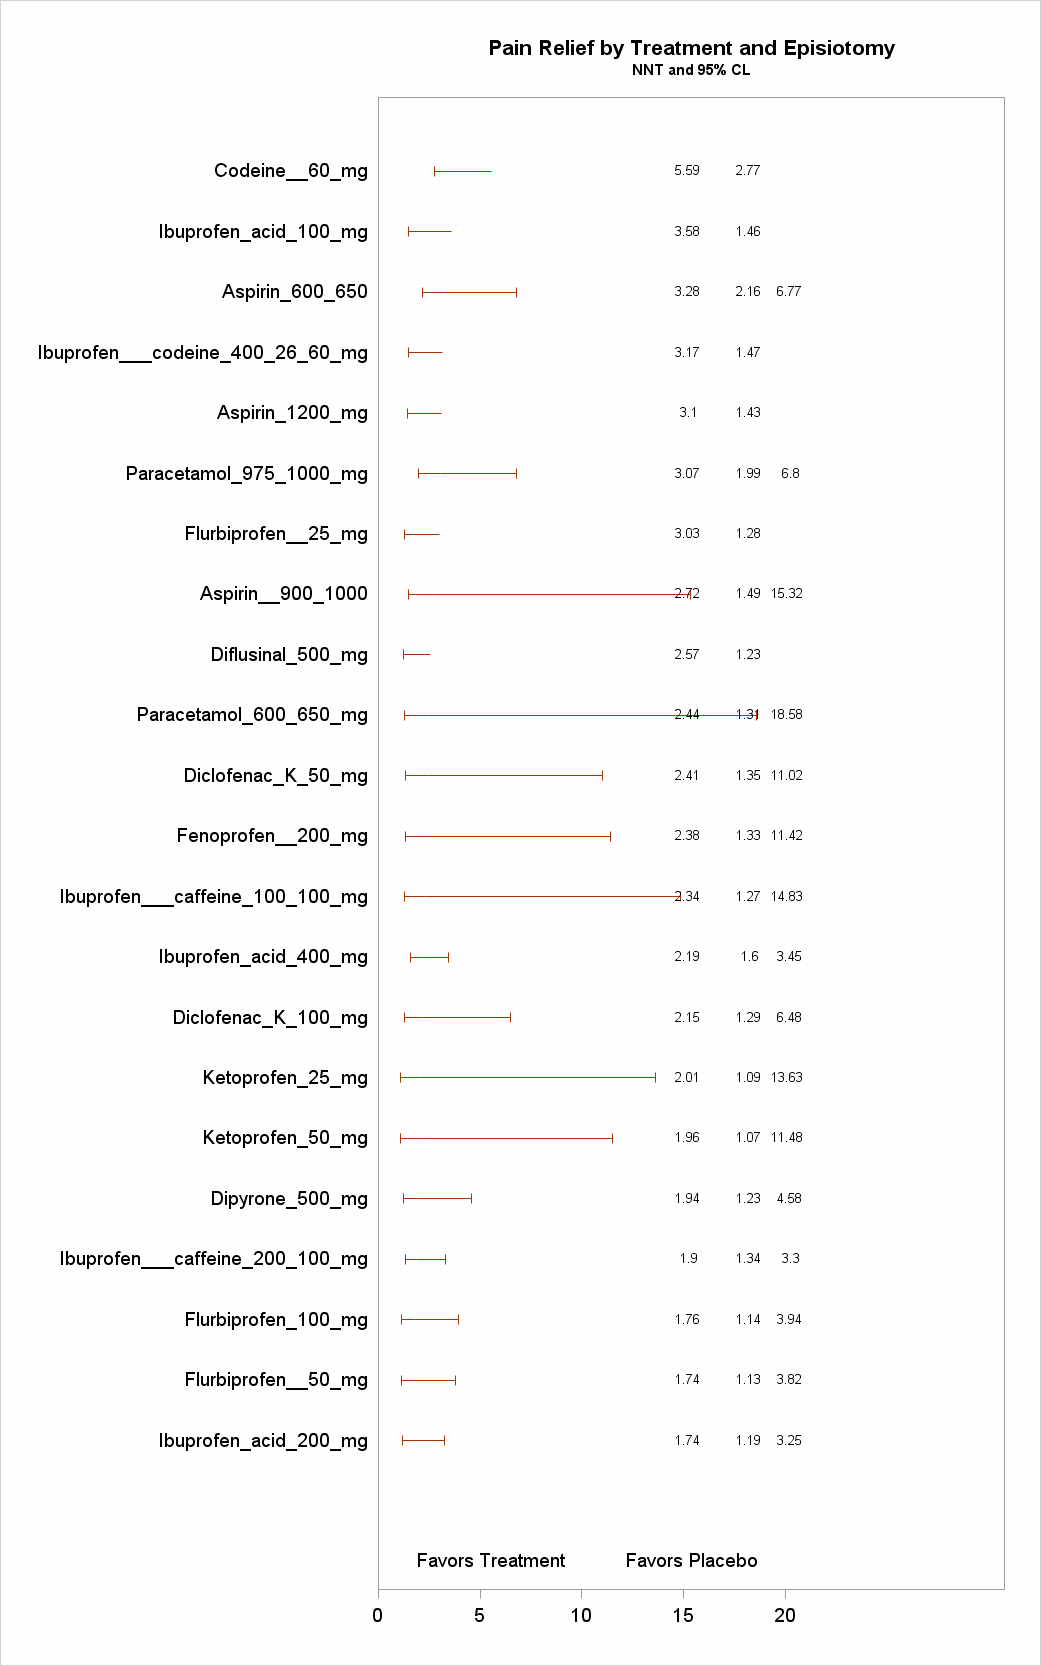 Pain Relief by Treatment and Episiotomy
NNT and 95% CL
Codeine__60_mg 5.59 2.77
Ibuprofen_acid_100_mg 3.58 1.46
Aspirin_600_650 3.28 2.16 6.77
Ibuprofen___codeine_400_26_60_mg 3.17 1.47
Aspirin_1200_mg 3.1 1.43
Paracetamol_975_1000_mg 3.07 1.99 6.8
Flurbiprofen__25_mg 3.03 1.28
Aspirin__900_1000 2.72 1.49 15.32
Diflusinal_500_mg 2.57 1.23
Paracetamol_600_650_mg 2.44 1.31 18.58
Diclofenac_K_50_mg 2.41 1.35 11.02
Fenoprofen__200_mg 2.38 1.33 11.42
Ibuprofen___caffeine_100_100_mg 2.34 1.27 14.83
Ibuprofen_acid_400_mg 2.19 1.6 3.45
Diclofenac_K_100_mg 2.15 1.29 6.48
Ketoprofen_25_mg 2.01 1.09 13.63
Ketoprofen_50_mg 1.96 1.07 11.48
Dipyrone_500_mg 1.94 1.23 4.58
Ibuprofen___caffeine_200_100_mg 1.9 1.34 3.3
Flurbiprofen_100_mg 1.76 1.14 3.94
Flurbiprofen__50_mg 1.74 1.13 3.82
Ibuprofen_acid_200_mg 1.74 1.19 3.25
Favors Treatment Favors Placebo
0 5 10 15 20